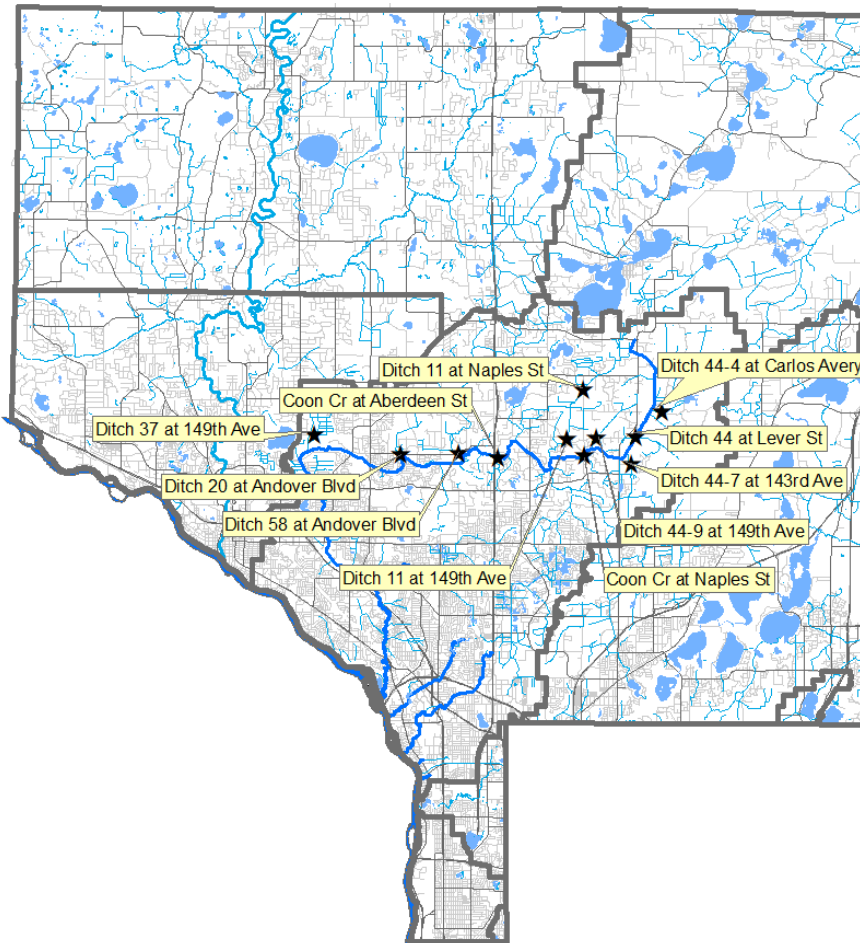 Ditch 11 at Naples St
Ditch 44-4 at Carlos Avery
Coon Cr at Aberdeen St
Ditch 37 at 149th Ave
Ditch 44 at Lever St
Ditch 20 at Andover Blvd
Ditch 44-7 at 143rd Ave
Ditch 58 at Andover Blvd
Ditch 44-9 at 149th Ave
Ditch 11 at 149th Ave
Coon Cr at Naples St